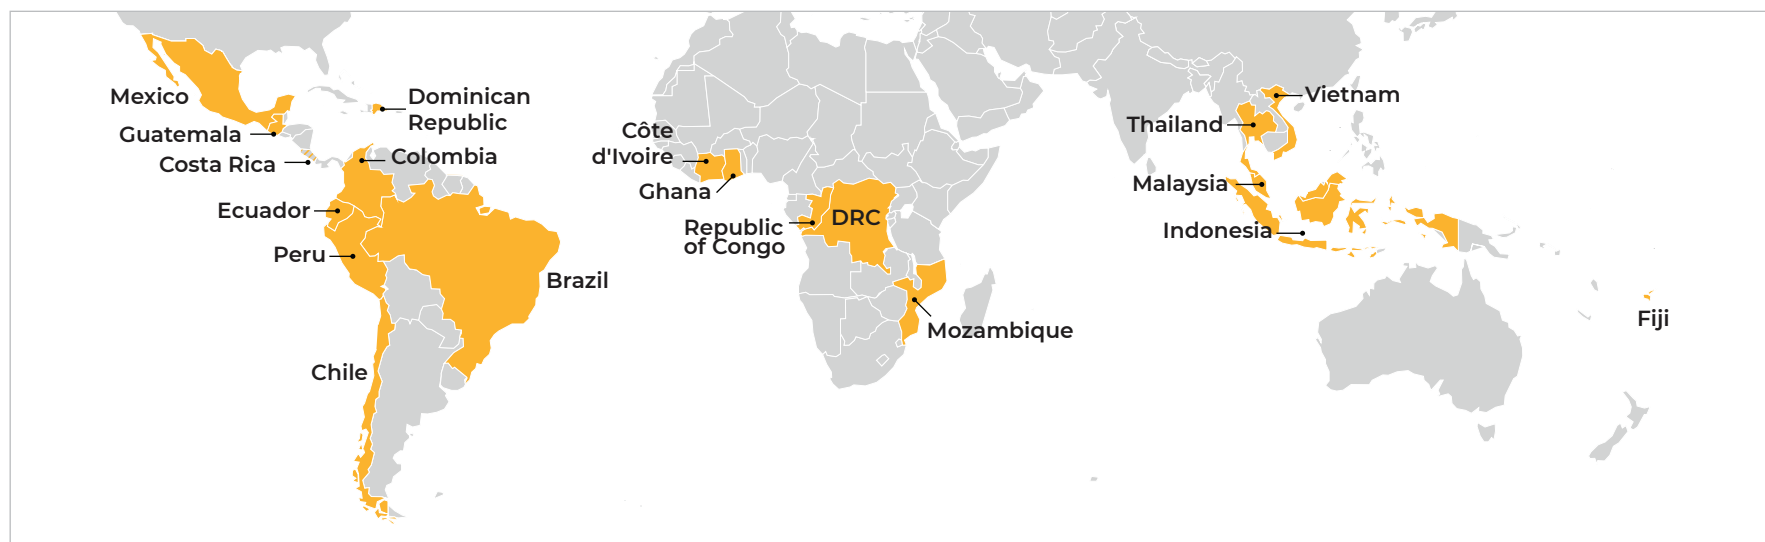 Mexico
Dominican
Republic
Guatemala
Costa Rica
Colombia
Ecuador
Peru
Brazil
Chile
Côte
d'Ivoire
Ghana
Republic
of Congo
DRC
Mozambique
Vietnam
Thailand
Malaysia
Indonesia
Fiji